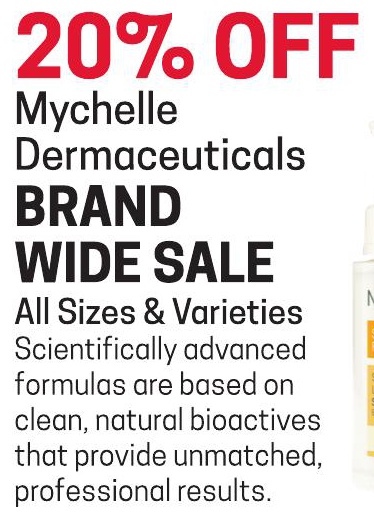 20% OFF
Mychelle
Dermaceuticals
BRAND
WIDE SALE
All Sizes & Varieties
Scientifically advanced
formulas are based on
clean, natural bioactives
that provide unmatched,
professional results.